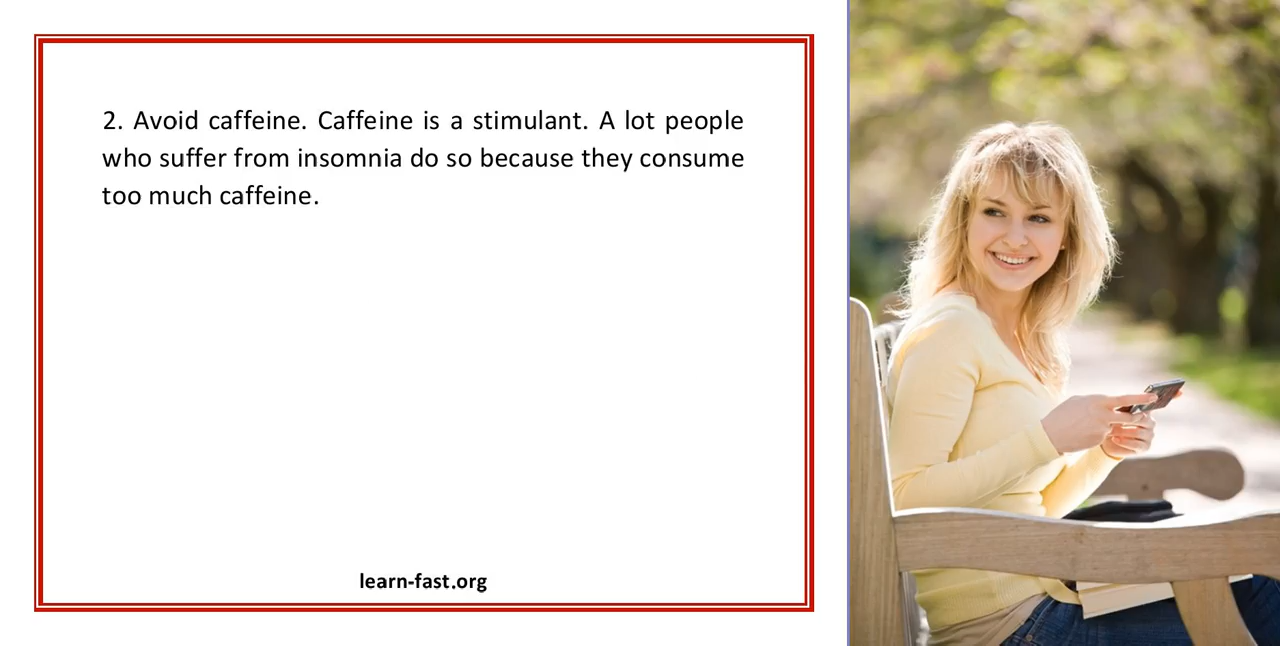 2. Avoid caffeine. Caffeine is a stimulant. A lot people
who suffer from insomnia do so because they consume
too much caffeine.
learn-fast.org